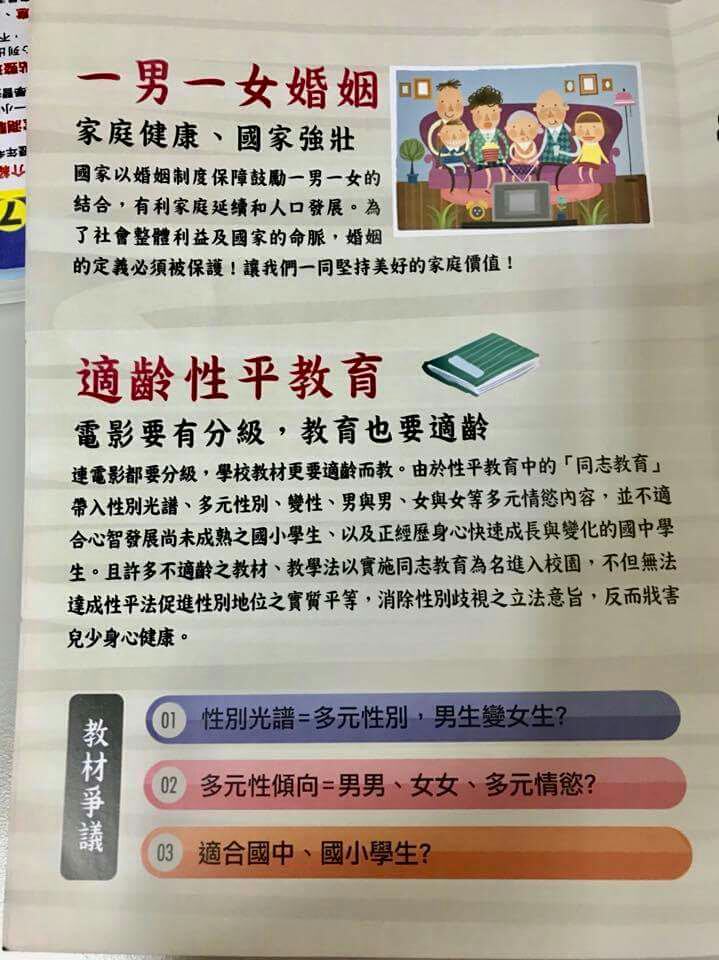 一男一女婚姻
家庭健康、國家強壯
國家以婚姻制度保障鼓勵一男一女的
結合，有利家庭延續和人口發展。為
了社會整體利益及國家的命脈，婚姻
的定義必須被保護！讓我們一同堅持美好的家庭價值！
適齡性平教育
電影要有分級，教育也要適齡
連電影都要分級，學校教材更要適齡而教。由於性平教育中的「同志教育」
帶入性別光譜、多元性別、變性、男與男、女與女等多元情慾內容，並不適
合心智發展尚未成熟之國小學生、以及正經歷身心快速成長與變化的國中學
生。且許多不適齡之教材、教學法以實施同志教育為名進入校園，不但無法
達成性平法促進性別地位之實質平等，消除性別歧視之立法意旨，反而戕害
兒少身心健康。
教材爭議
01 性別光譜=多元性別，男生變女生?
02 多元性傾向=男男、女女、多元情慾?
03 適合國中、國小學生?